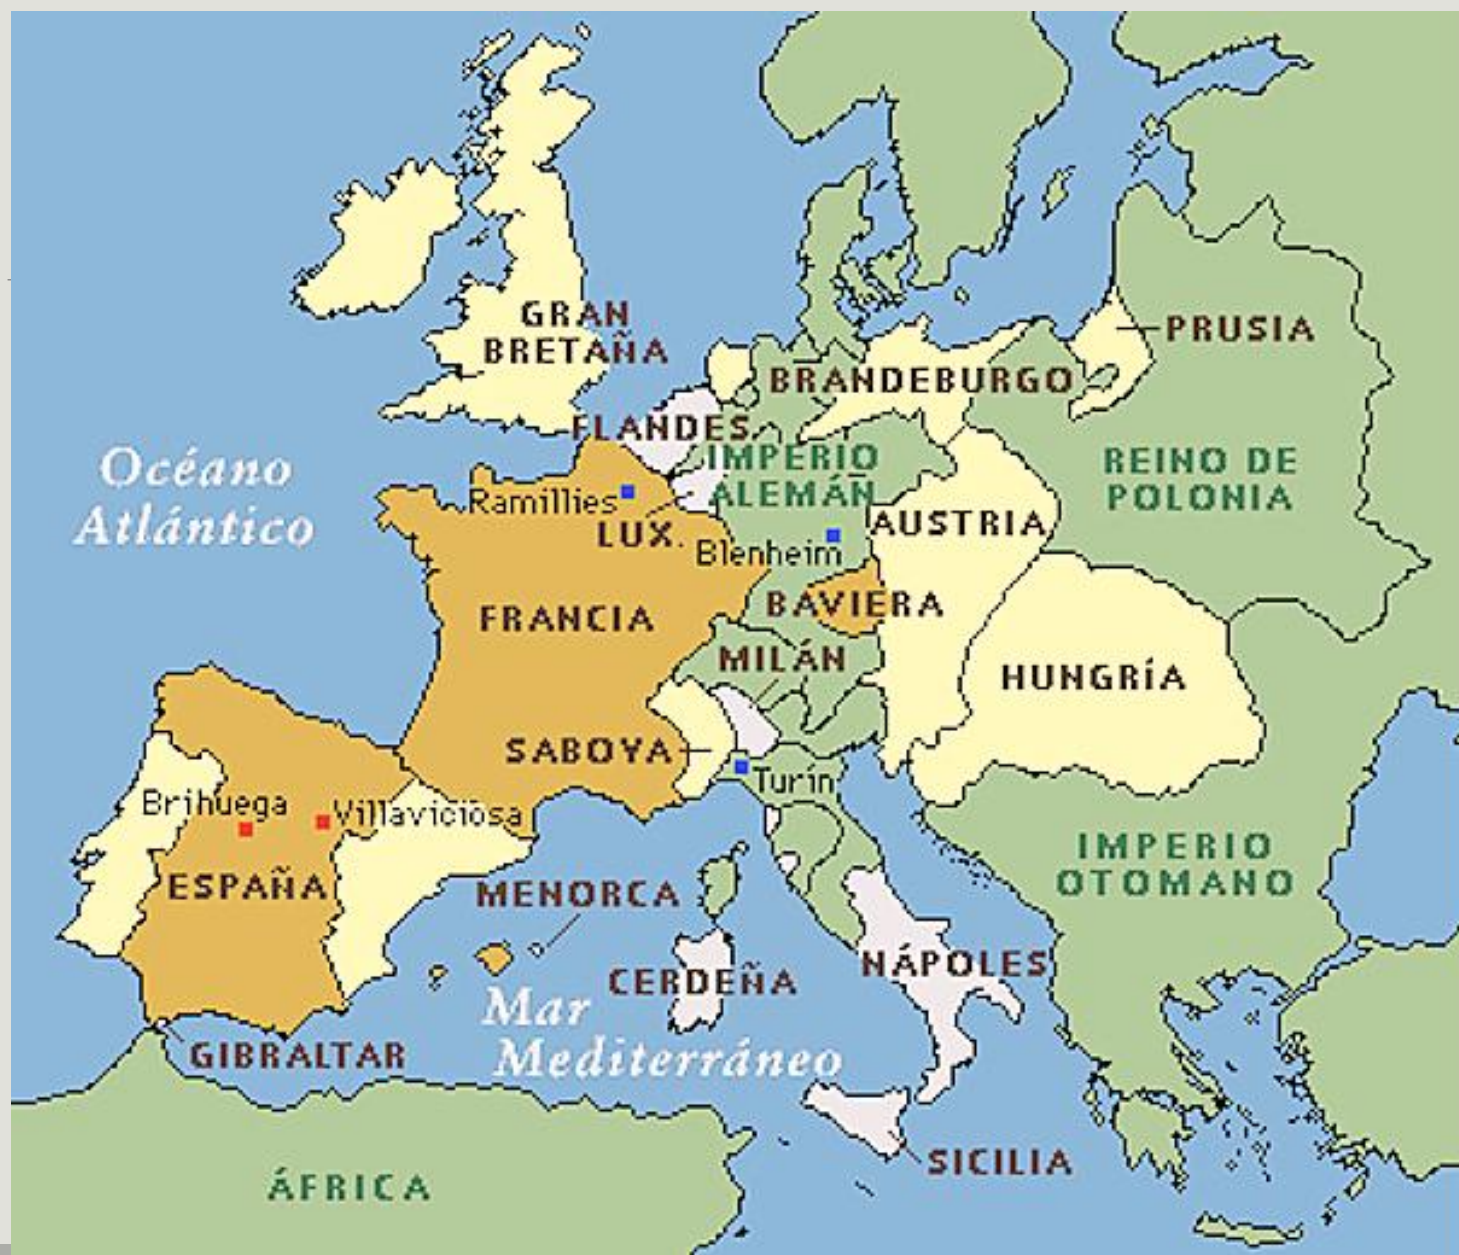 GRAN
BRETAÑA
PRUSIA
BRANDEBURGO
FLANDES
IMPERIO
ALEMÁN
REINO DE
POLONIA
Océano
Atlántico
Ramillies
LUX.
AUSTRIA
Blenheim
BAVIERA
FRANCIA
MILÁN
HUNGRÍA
SABOYA
Turín
Brihuega
Villaviciosa
IMPERIO
OTOMANO
ESPAÑA
MENORCA
NÁPOLES
CERDEÑA
Mar
Mediterráneo
GIBRALTAR
SICILIA
ÁFRICA